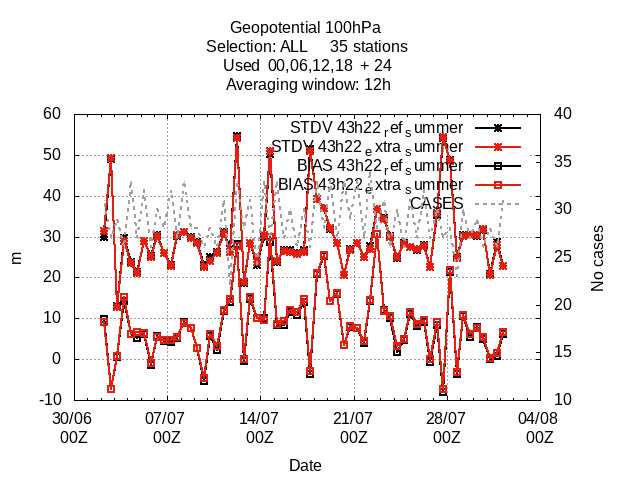 Geopotential 100hPa
Selection: ALL 35 stations
Used 00,06,12,18 + 24
Averaging window: 12h
60 40
STDV 43h22 ref summer
STDV 43h22 extra summer
50 35
BIAS 43h22 ref summer
BIAS 43h22 extra summer
CASES
40 30
30 25
m No cases
20 20
10
0 15
-10 10
30/06 07/07 14/07 21/07 28/07 04/08
00Z 00Z 00Z 00Z 00Z 00Z
Date